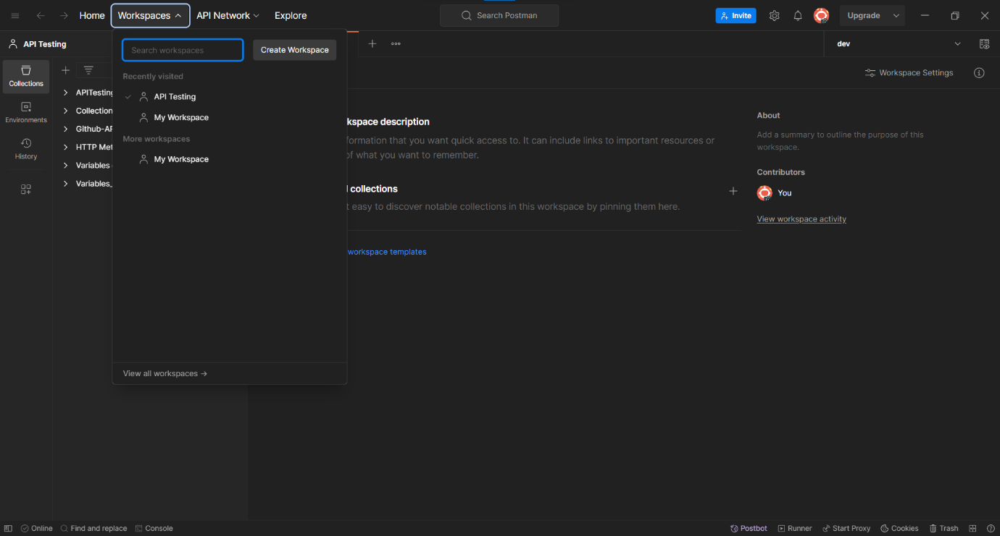 Home
Workspaces
API Network
Explore
Search Postman
Invite
Upgrade
API Testing
Search workspaces
Create Workspace
dev
Collections
Environments
History
APITesting
Collection
Github-AP
HTTP Met
Variables
Variables_
Recently visited
API Testing
My Workspace
More workspaces
My Workspace
View all workspaces →
Workspace Settings
kspace description
formation that you want quick access to. It can include links to important resources or
of what you want to remember.
collections
t easy to discover notable collections in this workspace by pinning them here.
workspace templates
About
Add a summary to outline the purpose of this
workspace.
Contributors
You
View workspace activity
Online
Find and replace
Console
Postbot
Runner
Start Proxy
Cookies
Trash